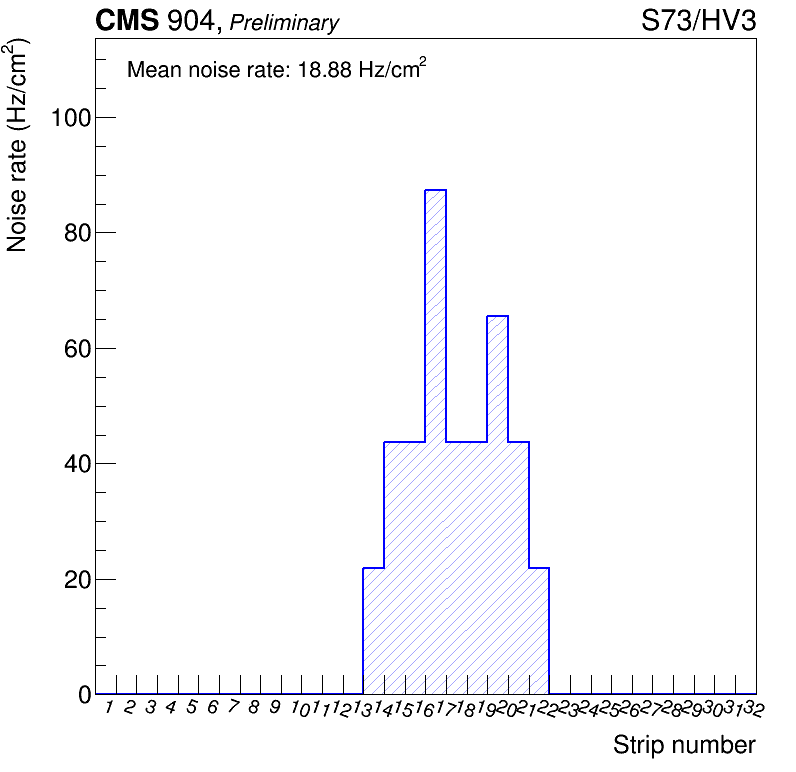 CMS 904, Preliminary S73/HV3
Mean noise rate: 18.88 Hz/cm²
Noise rate (Hz/cm²)
100
80
60
40
20
0
1 2 3 4 5 6 7 8 9 10 11 12 13 14 15 16 17 18 19 20 21 22 23 24 25 26 27 28 29 30 31 32
Strip number